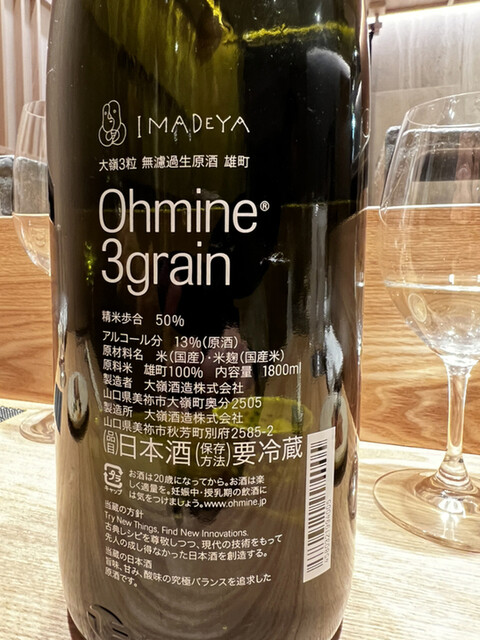 IMADEYA
大嶺3粒 無濾過生原酒 雄町
Ohmine®
3grain
精米歩合 50%
アルコール分 13%(原酒)
原材料名 米(国産)・米麹(国産米)
原料米 雄町100% 内容量 1800ml
製造者 大嶺酒造株式会社
山口県美祢市大嶺町奥分2505
製造所 大嶺酒造株式会社
山口県美祢市秋芳町別府2585-2
品目 日本酒 (保存方法) 要冷蔵
タラ
キャップ
お酒は20歳になってから。お酒は楽
しく適量を。妊娠中・授乳期の飲酒に
は気をつけましょう。www.ohmine.jp
当蔵の方針
Try New Things, Find New Innovations.
古典レシピを尊敬しつつ、現代の技術をもって
先人の成し得なかった日本酒を創造する。
当蔵の日本酒
旨味、甘み、酸味の究極バランスを追求した
原酒です。